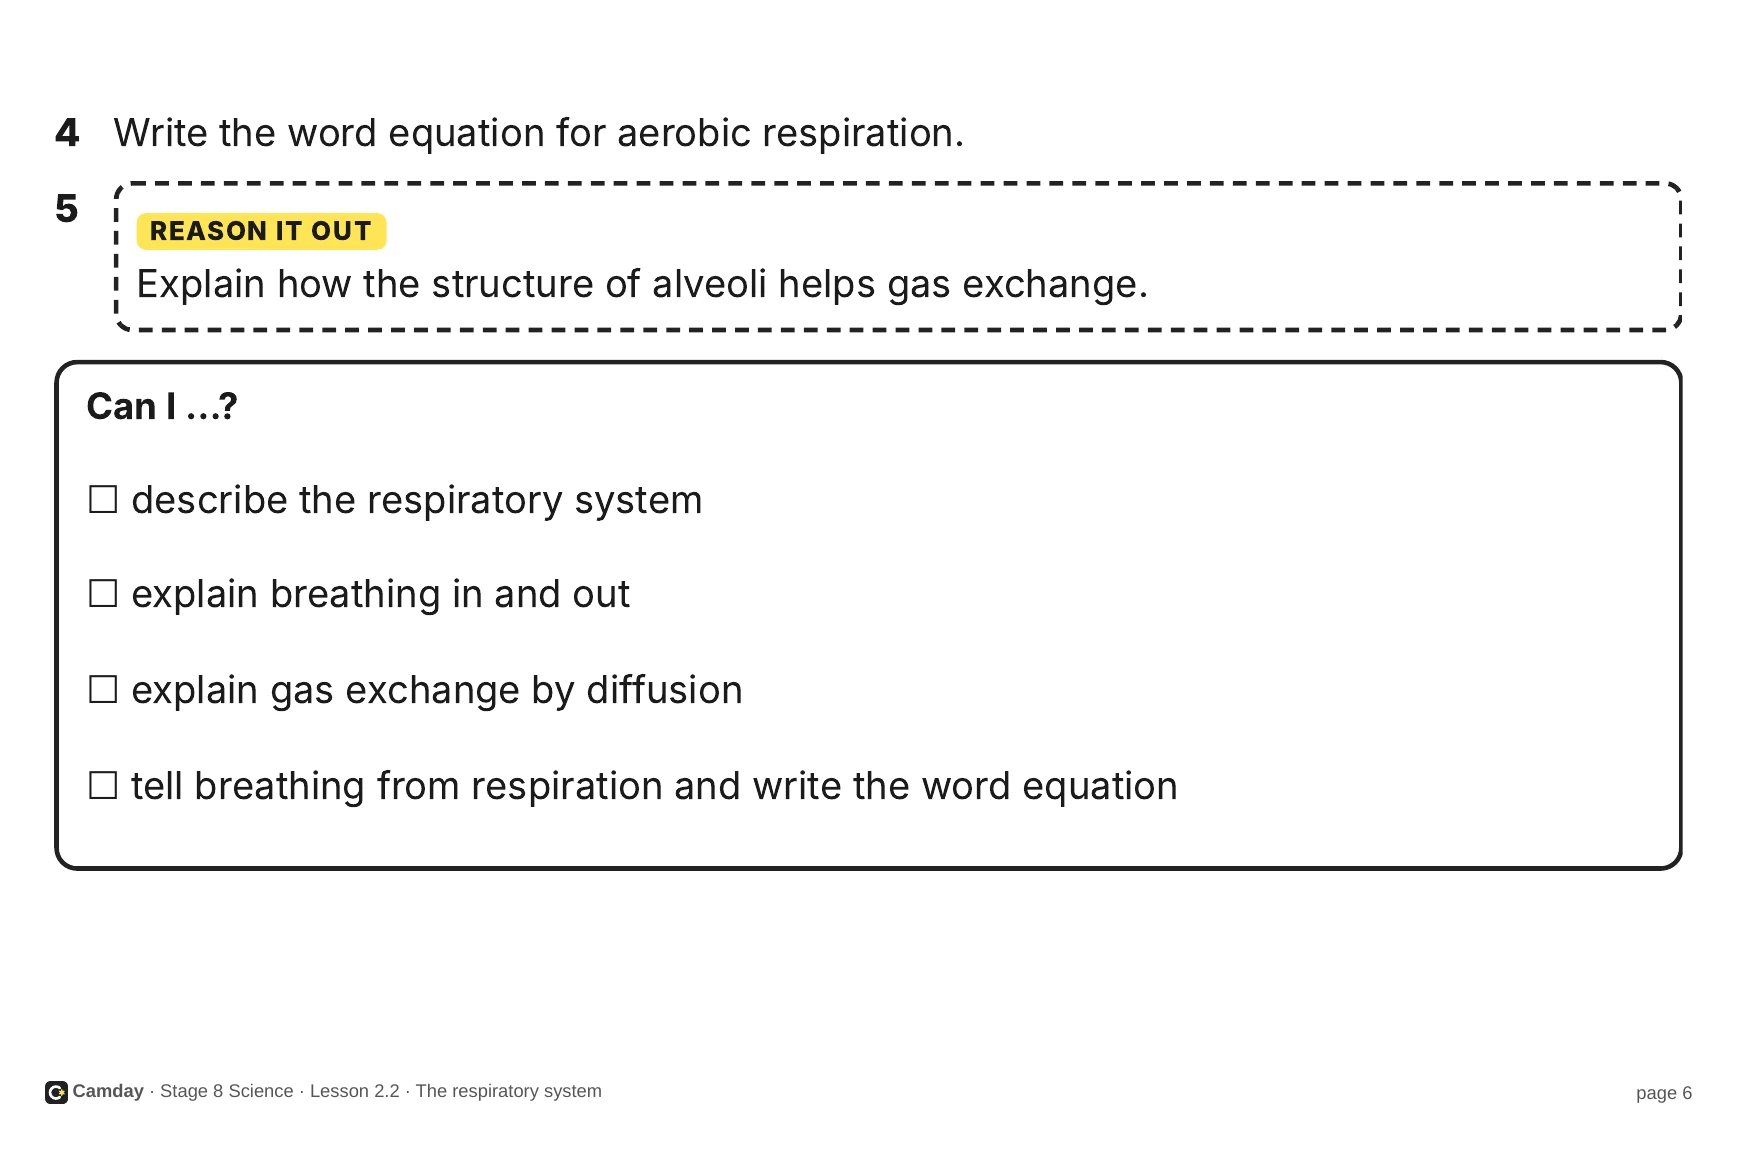 4 Write the word equation for aerobic respiration.
5
REASON IT OUT
Explain how the structure of alveoli helps gas exchange.
Can I …?
☐ describe the respiratory system
☐ explain breathing in and out
☐ explain gas exchange by diffusion
☐ tell breathing from respiration and write the word equation
Camday · Stage 8 Science · Lesson 2.2 · The respiratory system
page 6